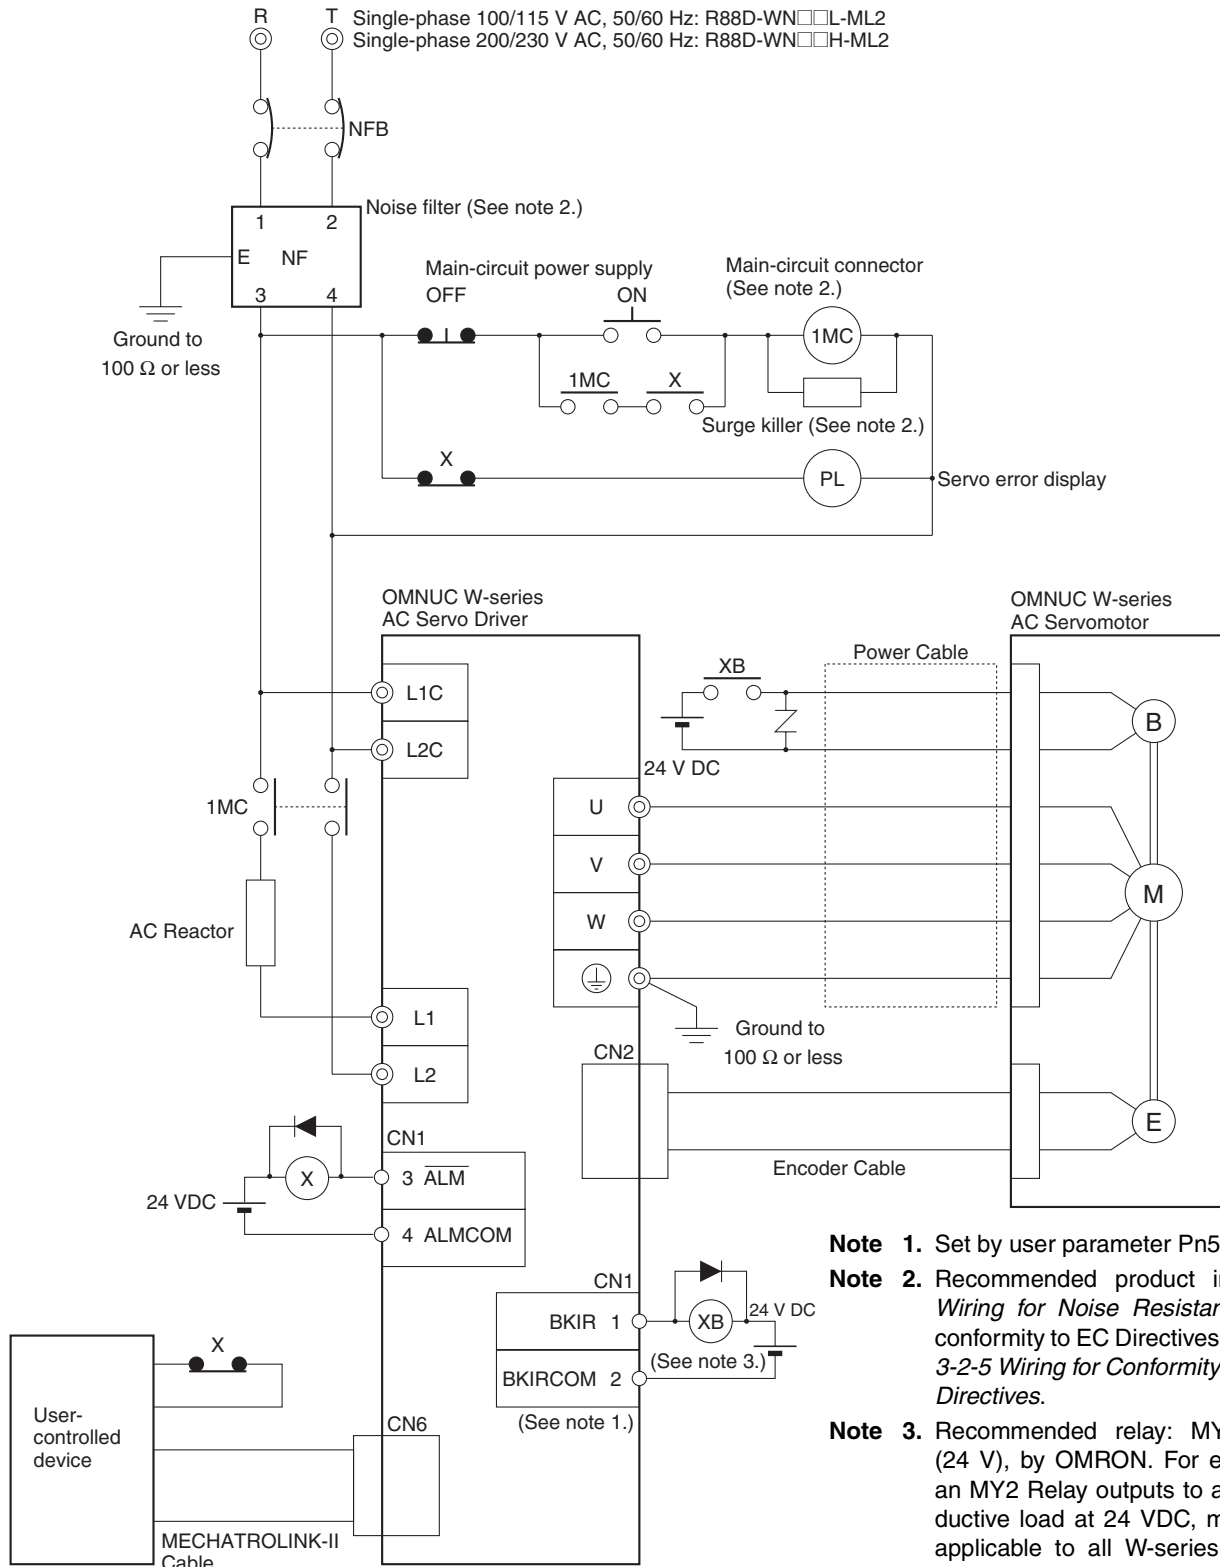 R T Single-phase 100/115 V AC, 50/60 Hz: R88D-WN□□L-ML2
Single-phase 200/230 V AC, 50/60 Hz: R88D-WN□□H-ML2
NFB
Noise filter (See note 2.)
1 2
E NF
3 4
Ground to
100 Ω or less
Main-circuit power supply
OFF ON
Main-circuit connector
(See note 2.)
1MC
1MC X
Surge killer (See note 2.)
X
PL
Servo error display
OMNUC W-series
AC Servo Driver
OMNUC W-series
AC Servomotor
L1C
L2C
XB
Power Cable
24 V DC
B
1MC
U
V
W
M
AC Reactor
L1
L2
Ground to
100 Ω or less
CN2
E
Encoder Cable
CN1
X
3 A̅L̅M̅
24 VDC
4 ALMCOM
CN1
BKIR 1
XB
24 V DC
BKIRCOM 2
(See note 3.)
(See note 1.)
X
User-
controlled
device
CN6
MECHATROLINK-II
Cable
Note 1. Set by user parameter Pn5
Note 2. Recommended product i
Wiring for Noise Resistar
conformity to EC Directives
3-2-5 Wiring for Conformity
Directives.
Note 3. Recommended relay: MY
(24 V), by OMRON. For e
an MY2 Relay outputs to a
ductive load at 24 VDC, m
applicable to all W-series